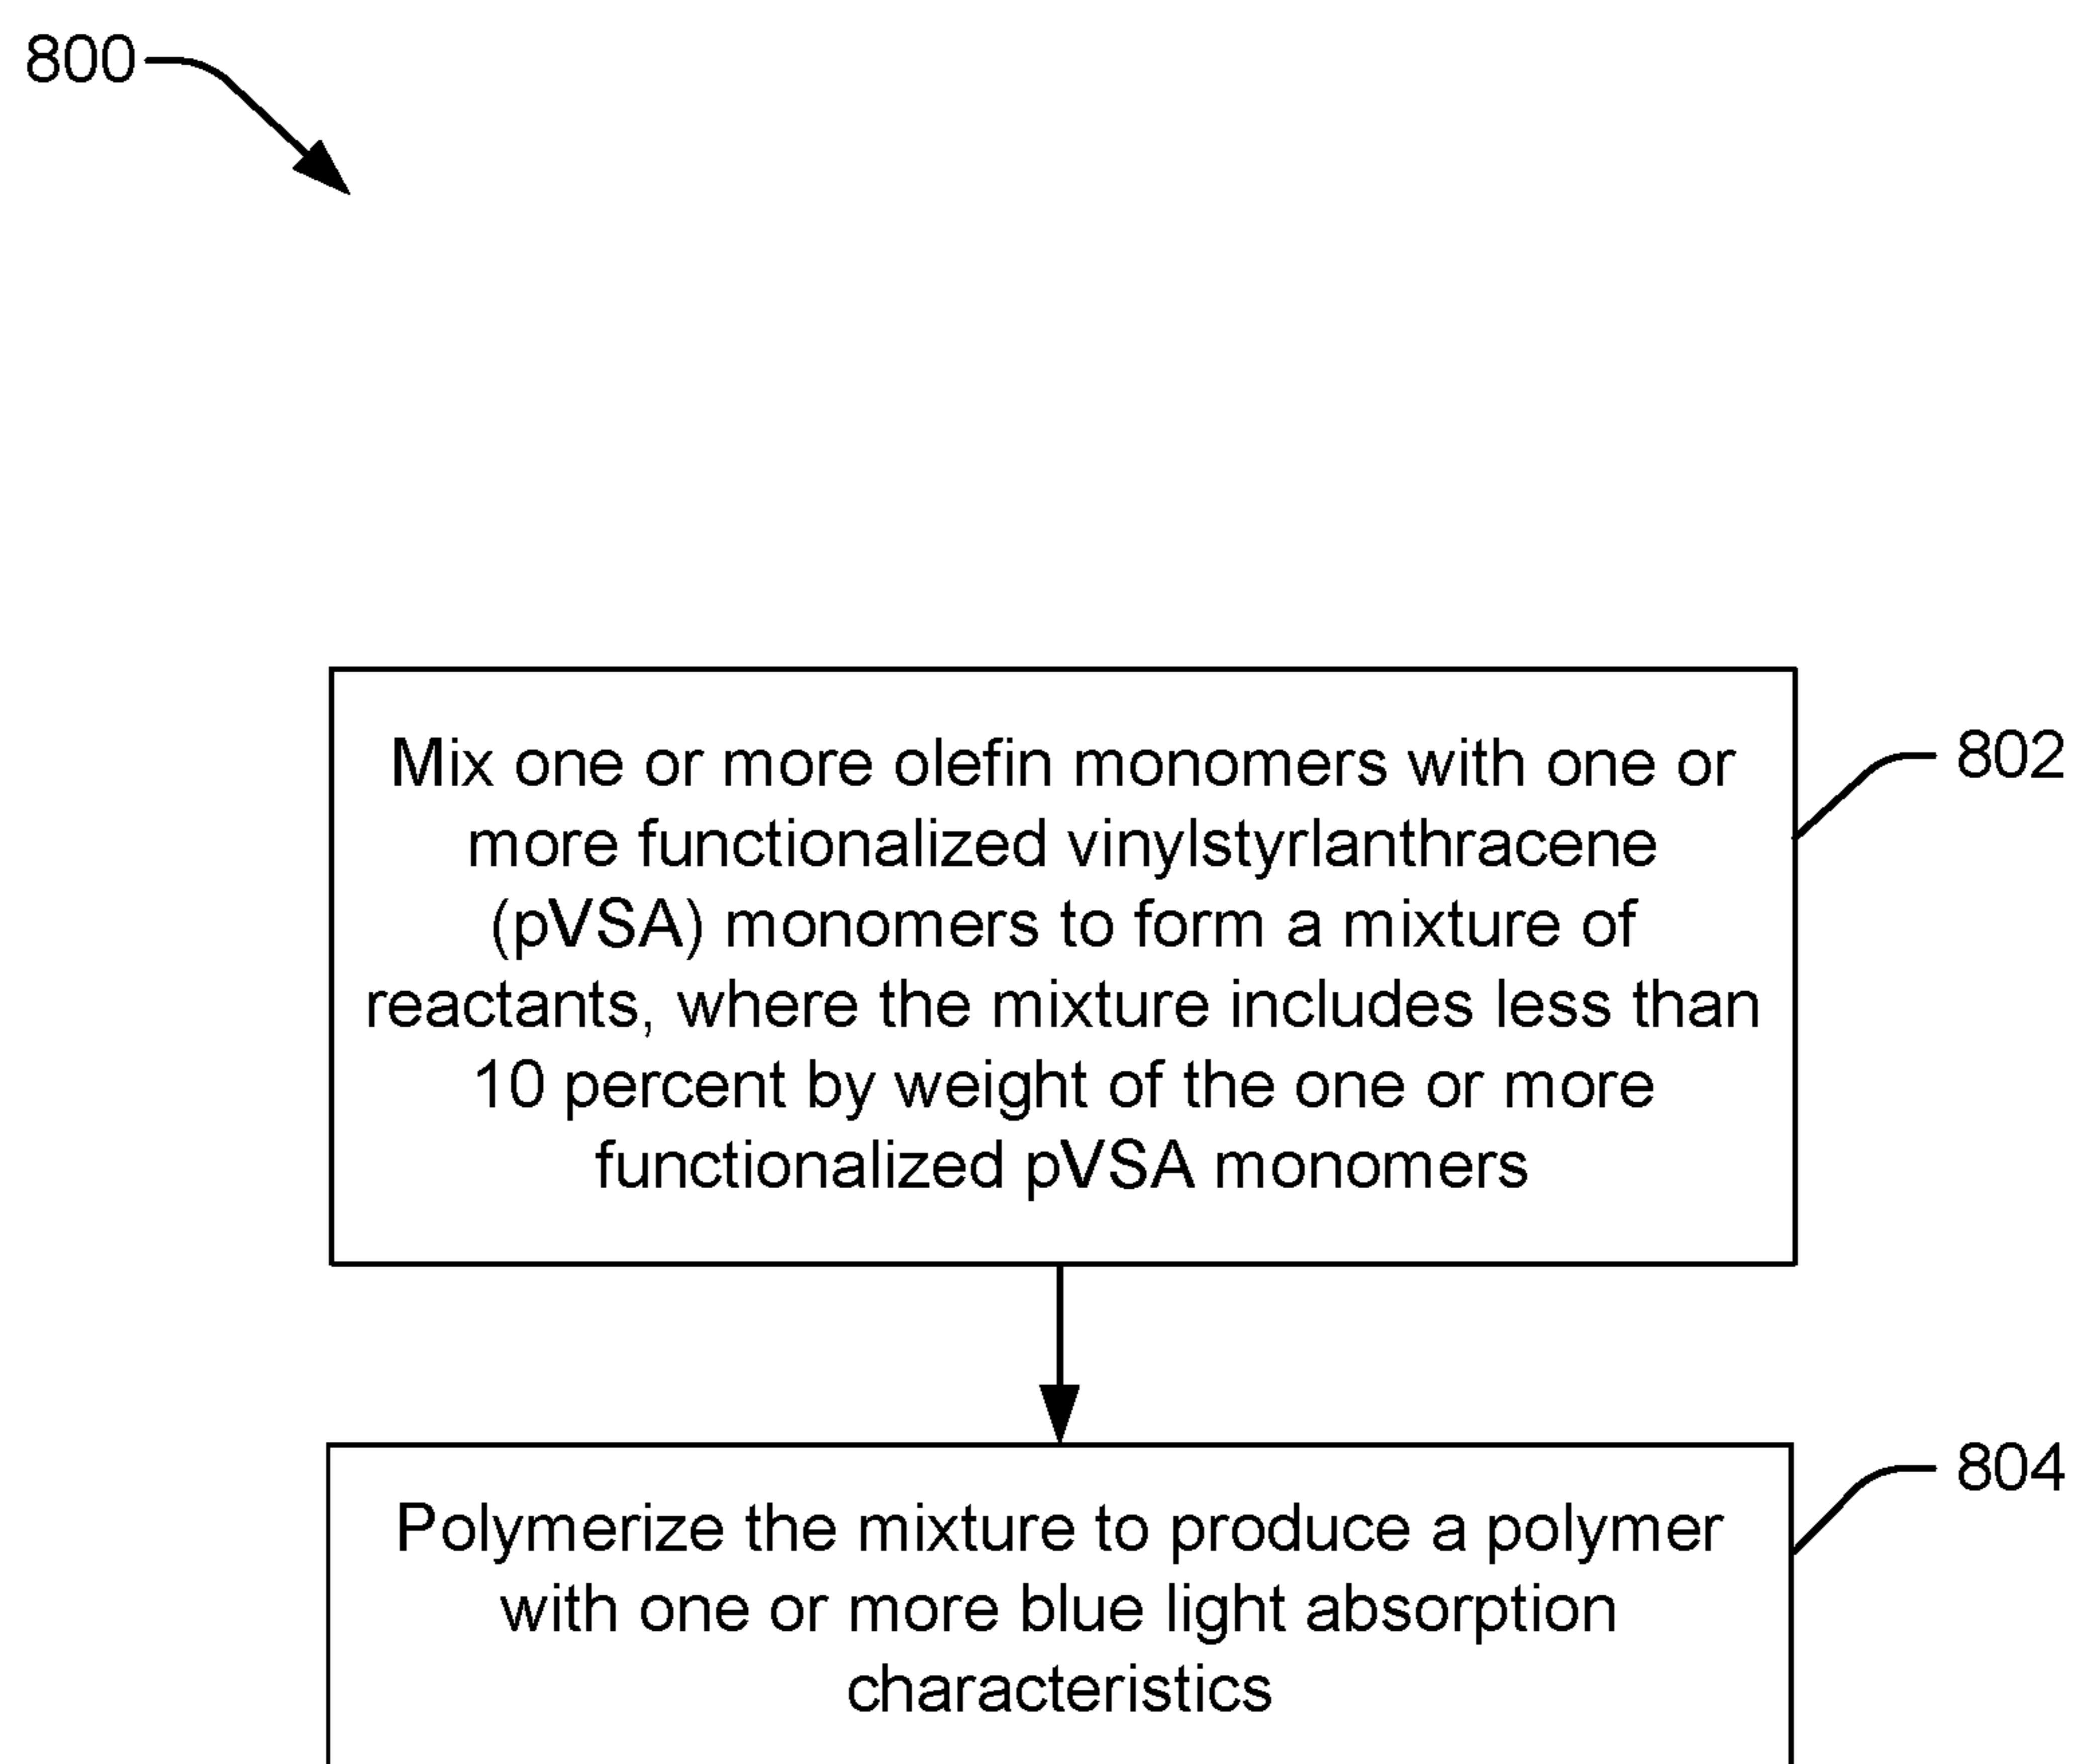 800
Mix one or more olefin monomers with one or
more functionalized vinylstyrlanthracene
(pVSA) monomers to form a mixture of
reactants, where the mixture includes less than
10 percent by weight of the one or more
functionalized pVSA monomers
802
Polymerize the mixture to produce a polymer
with one or more blue light absorption
characteristics
804